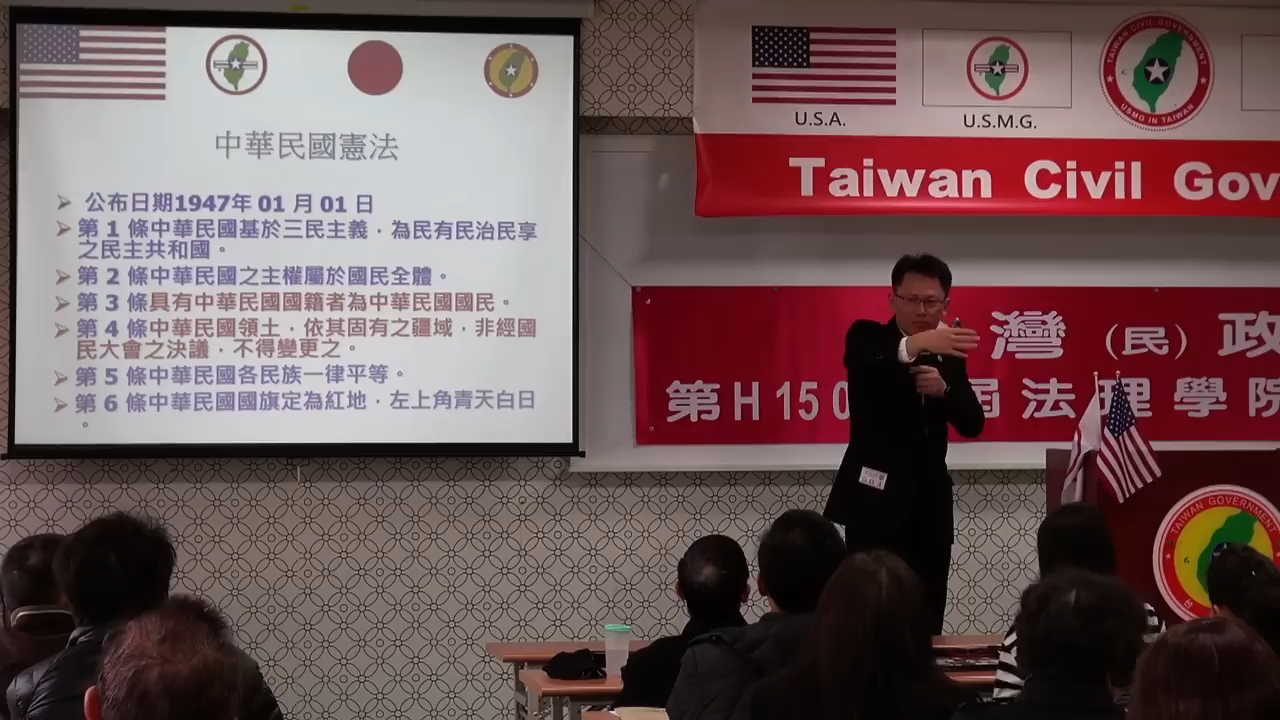 中華民國憲法
公布日期1947年 01 月 01 日
第 1 條中華民國基於三民主義，為民有民治民享
之民主共和國。
第 2 條中華民國之主權屬於國民全體。
第 3 條具有中華民國國籍者為中華民國國民。
第 4 條中華民國領土，依其固有之疆域，非經國
民大會之決議，不得變更之。
第 5 條中華民國各民族一律平等。
第 6 條中華民國國旗定為紅地，左上角青天白日
。
U.S.A.
U.S.M.G.
TAIWAN CIVIL GOVERNMENT
USMG IN TAIWAN
Taiwan Civil Gov
灣（民）政
第H150 屆法理學院
TAIWAN GOVERNMENT